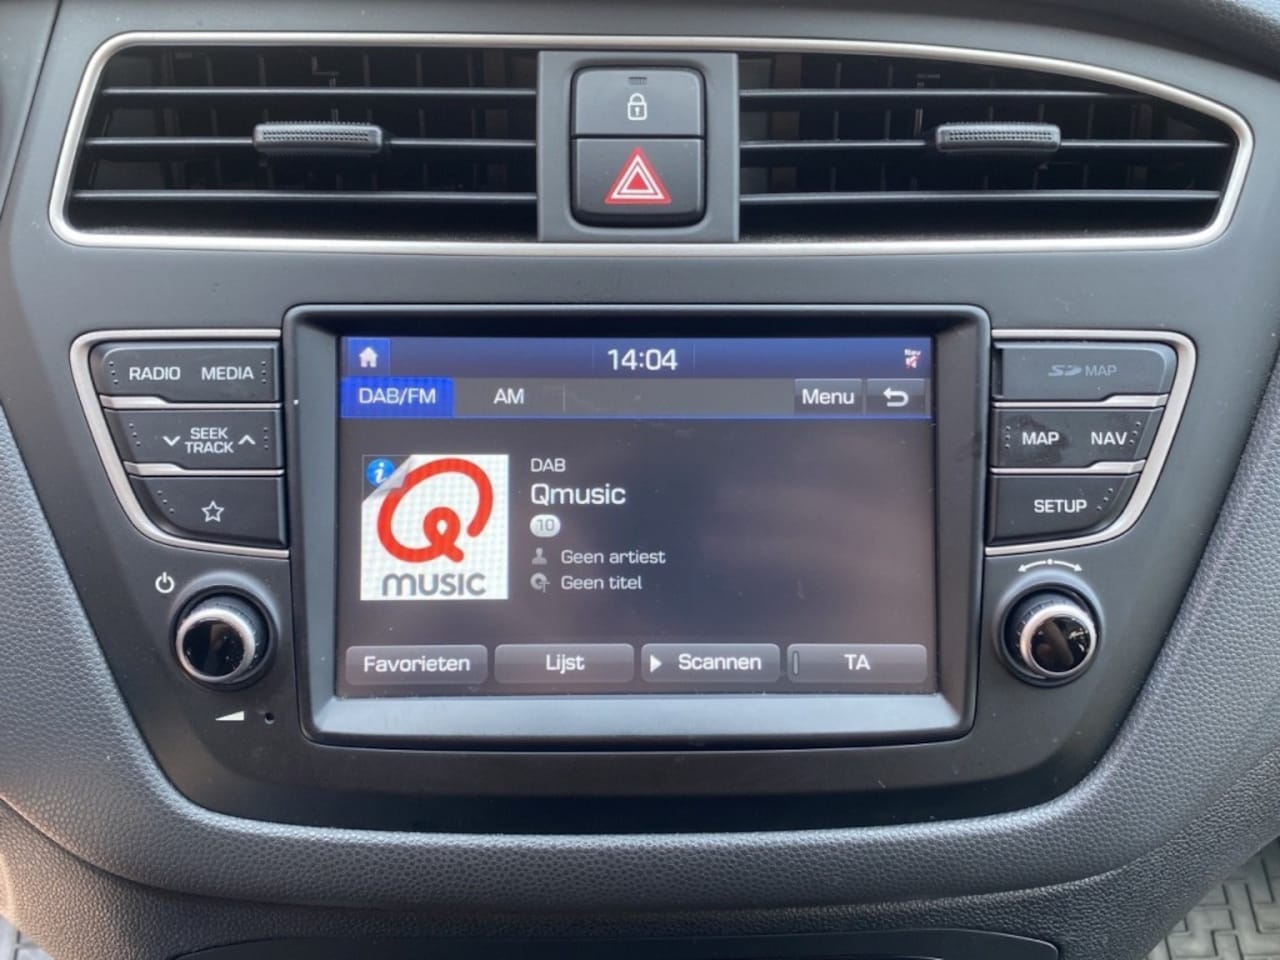 RADIO MEDIA
SEEK
TRACK
14:04
Nav
DAB/FM
AM
Menu
i
MUSIC
DAB
Qmusic
10
Geen artiest
Geen titel
Favorieten
Lijst
Scannen
TA
SD MAP
MAP NAV
SETUP